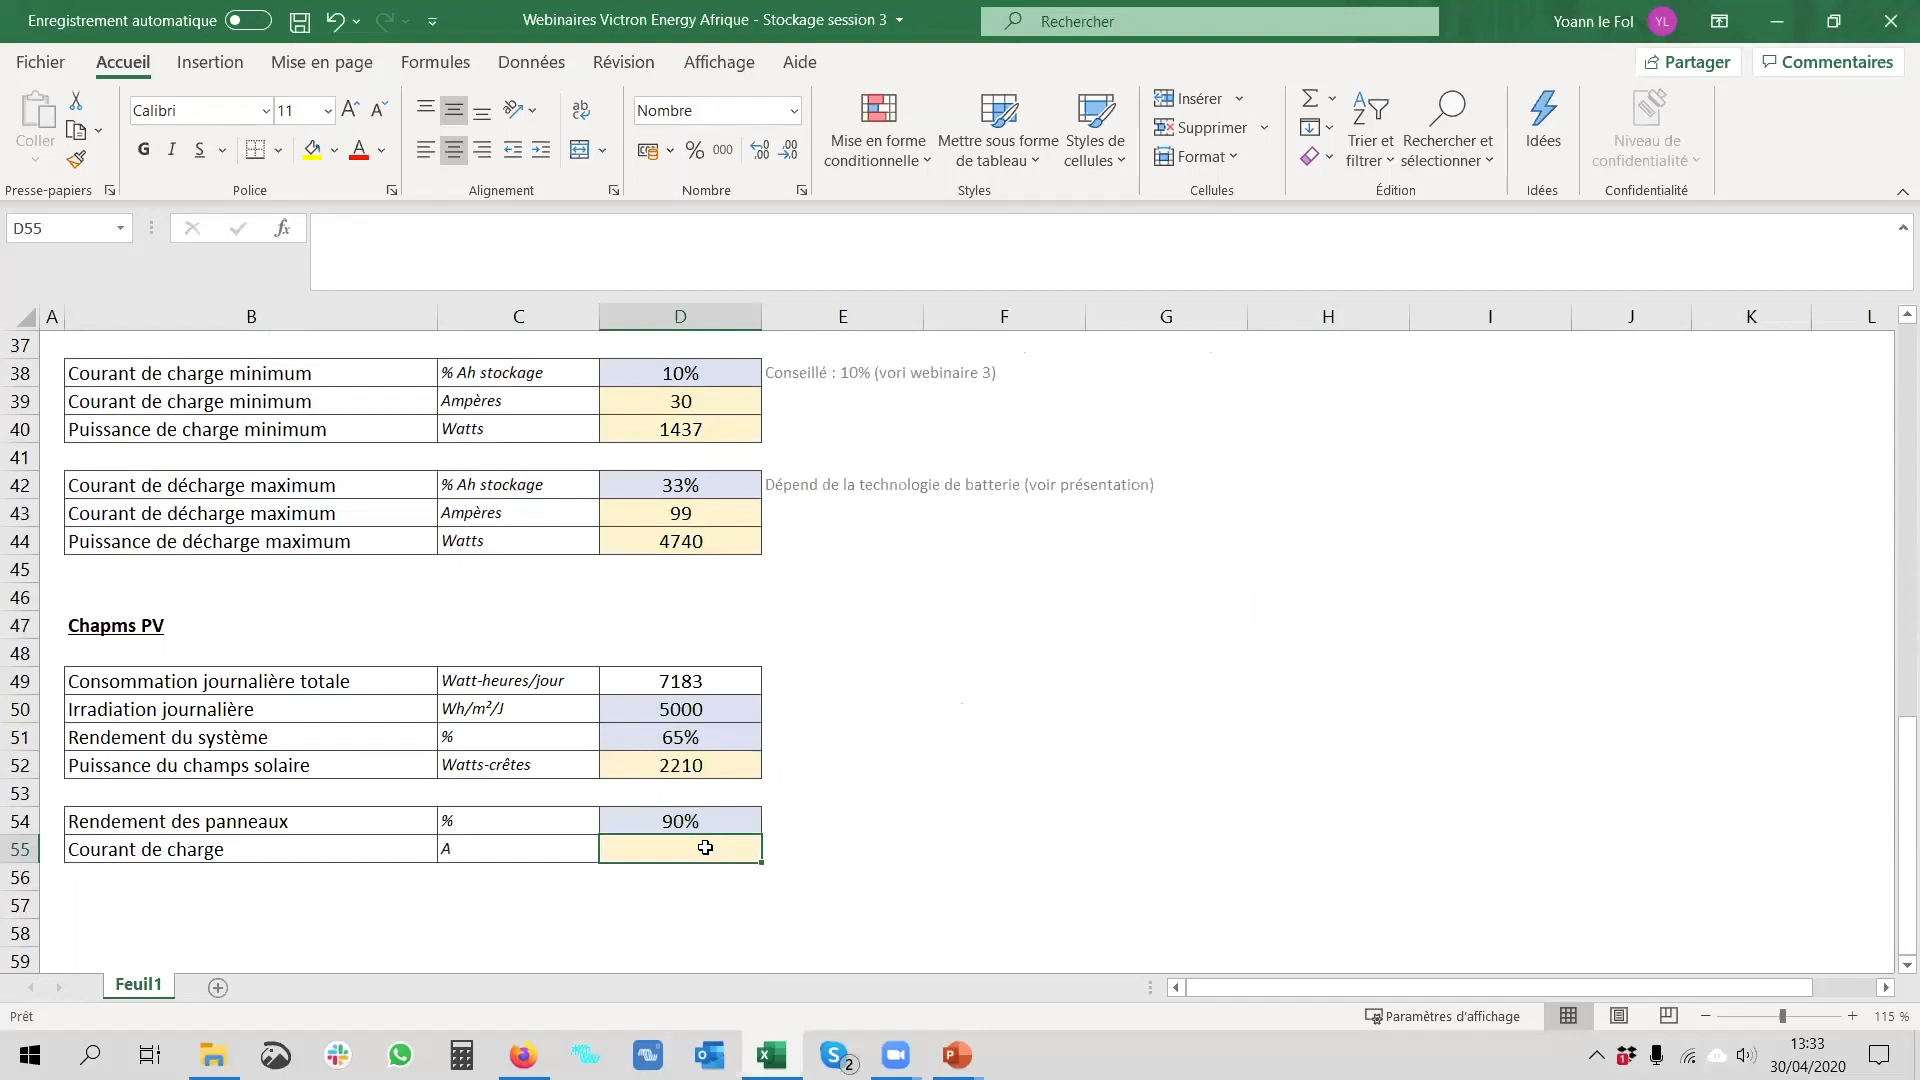 Enregistrement automatique
Webinaires Victron Energy Afrique - Stockage session 3
Rechercher
Yoann le Fol
YL
Fichier
Accueil
Insertion
Mise en page
Formules
Données
Révision
Affichage
Aide
Partager
Commentaires
Coller
Presse-papiers
Calibri
11
G
I
S
Police
Alignement
Nombre
% 000
Nombre
Mise en forme
conditionnelle
Mettre sous forme
de tableau
Styles de
cellules
Styles
Insérer
Supprimer
Format
Cellules
Trier et
filtrer
Rechercher et
sélectionner
Édition
Idées
Idées
Niveau de
confidentialité
Confidentialité
D55
fx
A B C D E F G H I J K L
37
38 Courant de charge minimum % Ah stockage 10% Conseillé : 10% (vori webinaire 3)
39 Courant de charge minimum Ampères 30
40 Puissance de charge minimum Watts 1437
41
42 Courant de décharge maximum % Ah stockage 33% Dépend de la technologie de batterie (voir présentation)
43 Courant de décharge maximum Ampères 99
44 Puissance de décharge maximum Watts 4740
45
46
47 Chapms PV
48
49 Consommation journalière totale Watt-heures/jour 7183
50 Irradiation journalière Wh/m²/J 5000
51 Rendement du système % 65%
52 Puissance du champs solaire Watts-crêtes 2210
53
54 Rendement des panneaux % 90%
55 Courant de charge A
56
57
58
59
Feuil1
Prêt
Paramètres d'affichage
115 %
2
1
13:33
30/04/2020